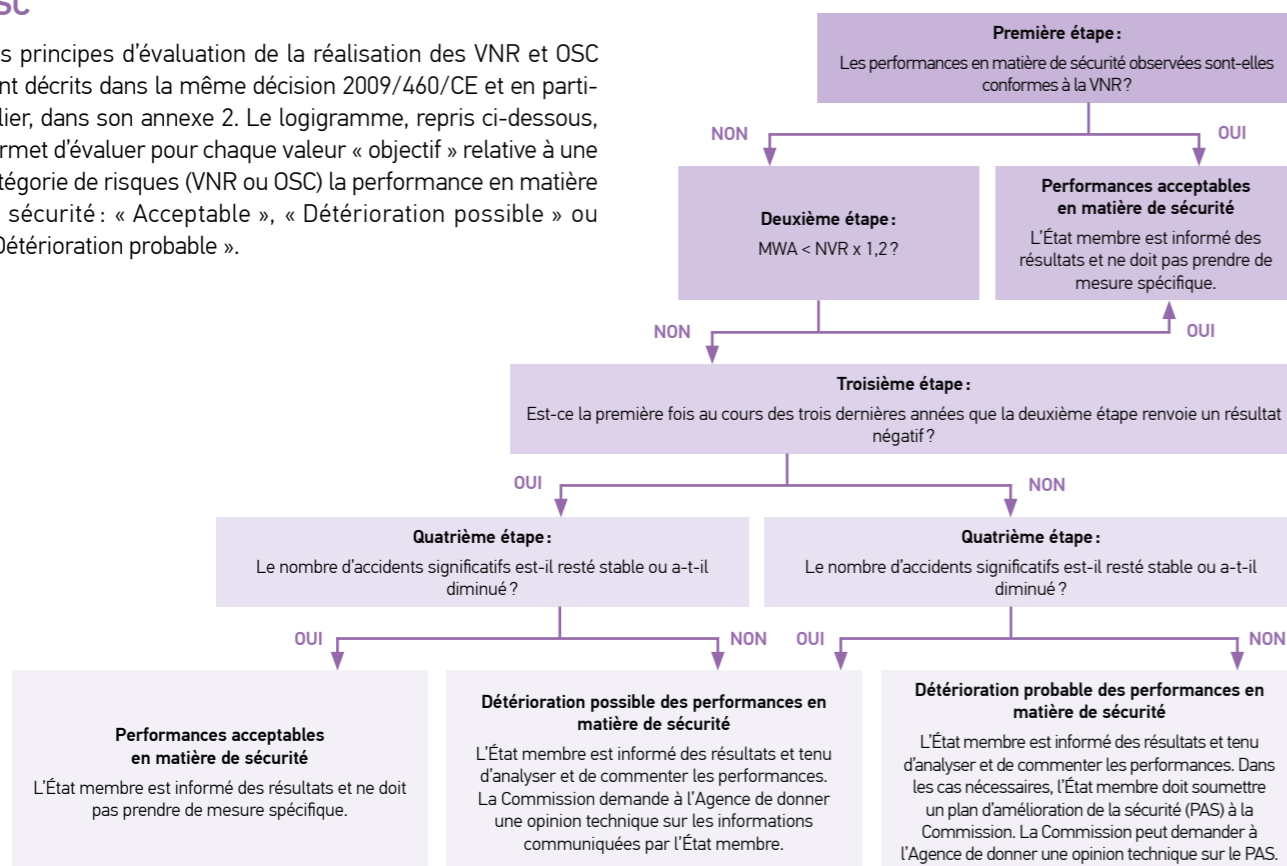 SC
s principes d'évaluation de la réalisation des VNR et OSC
nt décrits dans la même décision 2009/460/CE et en parti-
lier, dans son annexe 2. Le logigramme, repris ci-dessous,
rmet d'évaluer pour chaque valeur « objectif » relative à une
tégorie de risques (VNR ou OSC) la performance en matière
sécurité : « Acceptable », « Détérioration possible » ou
Détérioration probable ».
Première étape :
Les performances en matière de sécurité observées sont-elles
conformes à la VNR ?
NON
OUI
Deuxième étape :
MWA < NVR x 1,2 ?
Performances acceptables
en matière de sécurité
L'État membre est informé des
résultats et ne doit pas prendre de
mesure spécifique.
NON
OUI
Troisième étape :
Est-ce la première fois au cours des trois dernières années que la deuxième étape renvoie un résultat
négatif ?
OUI
NON
Quatrième étape :
Le nombre d'accidents significatifs est-il resté stable ou a-t-il
diminué ?
Quatrième étape :
Le nombre d'accidents significatifs est-il resté stable ou a-t-il
diminué ?
OUI
NON
OUI
NON
Performances acceptables
en matière de sécurité
L'État membre est informé des résultats et ne doit
pas prendre de mesure spécifique.
Détérioration possible des performances en
matière de sécurité
L'État membre est informé des résultats et tenu
d'analyser et de commenter les performances.
La Commission demande à l'Agence de donner
une opinion technique sur les informations
communiquées par l'État membre.
Détérioration probable des performances en
matière de sécurité
L'État membre est informé des résultats et tenu
d'analyser et de commenter les performances. Dans
les cas nécessaires, l'État membre doit soumettre
un plan d'amélioration de la sécurité (PAS) à la
Commission. La Commission peut demander à
l'Agence de donner une opinion technique sur le PAS.